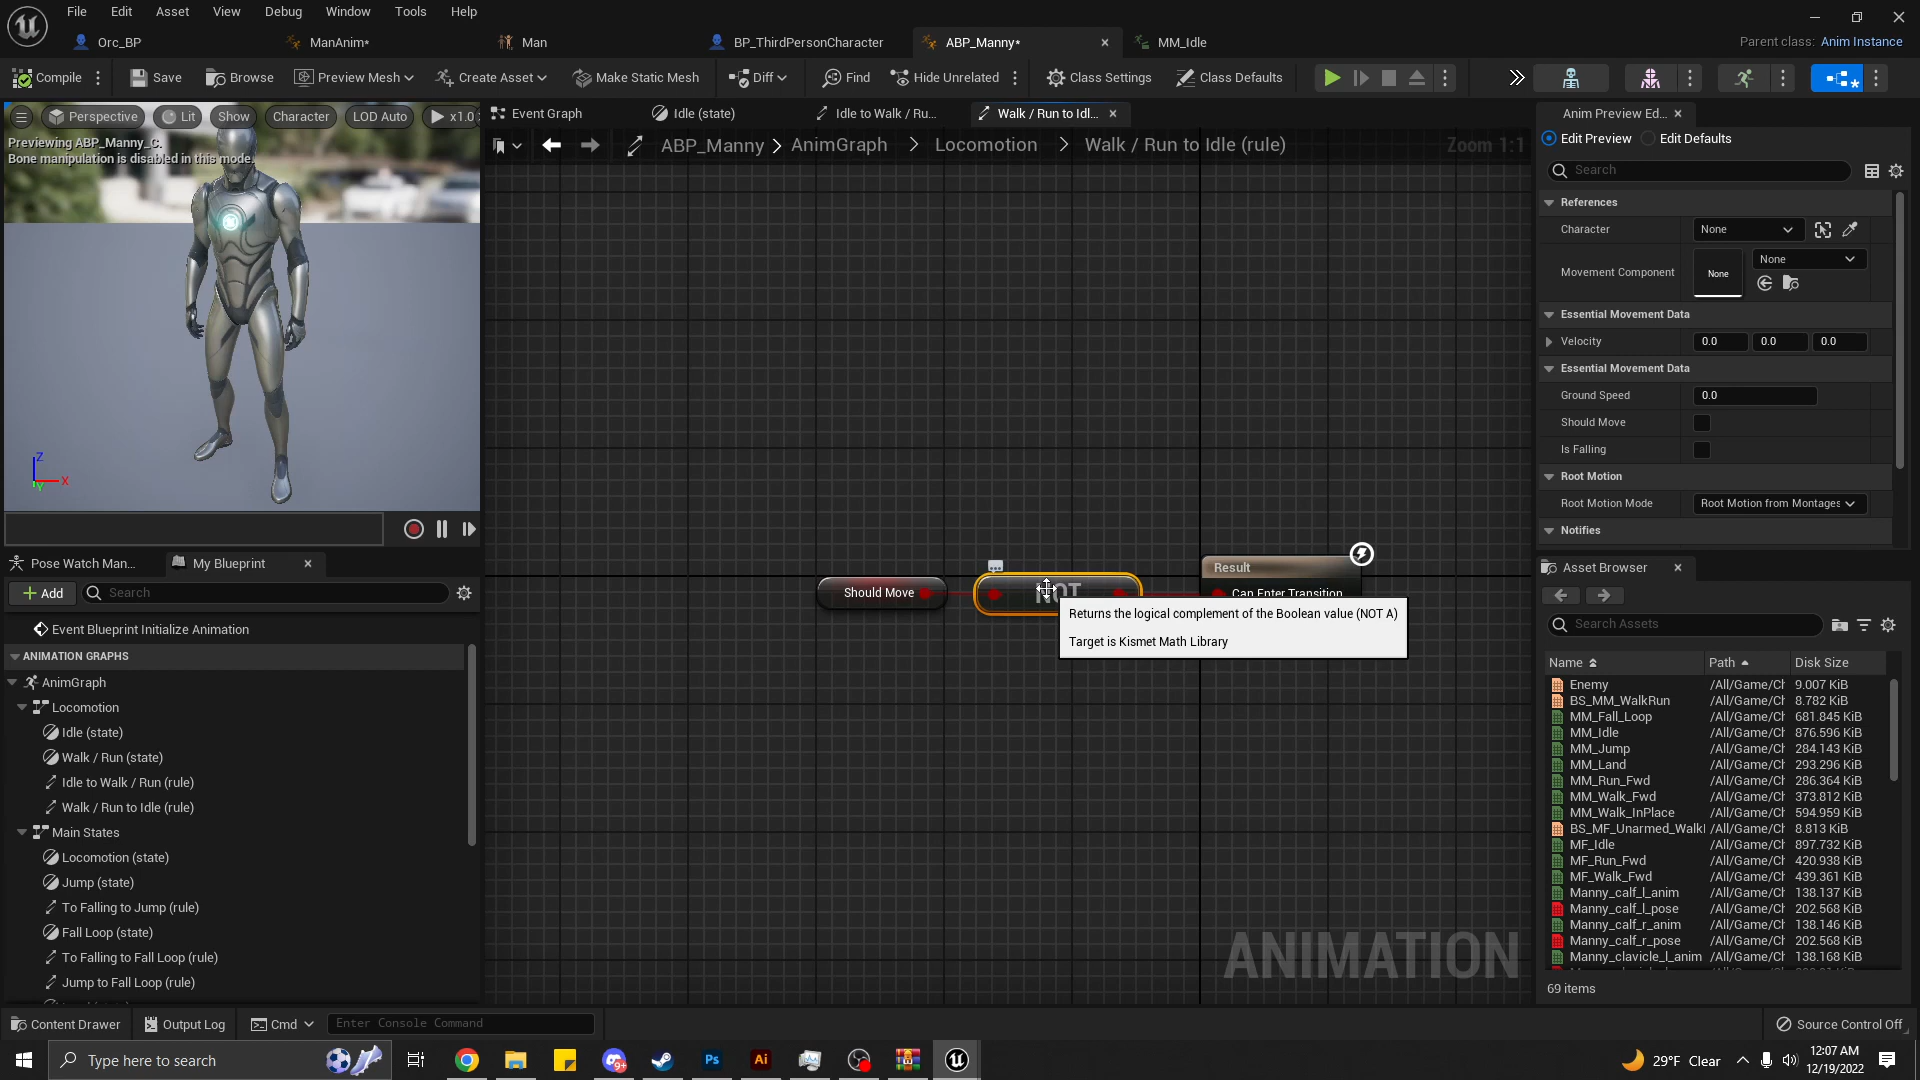 File Edit Asset View Debug Window Tools Help
Orc_BP ManAnim* Man BP_ThirdPersonCharacter ABP_Manny* MM_Idle Parent class: Anim Instance
Compile Save Browse Preview Mesh Create Asset Make Static Mesh Diff Find Hide Unrelated Class Settings Class Defaults
Perspective Lit Show Character LOD Auto x1.0
Previewing ABP_Manny_C.
Bone manipulation is disabled in this mode.
Z
X
Y
Event Graph Idle (state) Idle to Walk / Ru... Walk / Run to Idl...
ABP_Manny > AnimGraph > Locomotion > Walk / Run to Idle (rule) Zoom 1:1
Should Move
NOT
Result
Can Enter Transition
Returns the logical complement of the Boolean value (NOT A)
Target is Kismet Math Library
ANIMATION
Pose Watch Man... My Blueprint
Add Search
Event Blueprint Initialize Animation
ANIMATION GRAPHS
AnimGraph
Locomotion
Idle (state)
Walk / Run (state)
Idle to Walk / Run (rule)
Walk / Run to Idle (rule)
Main States
Locomotion (state)
Jump (state)
To Falling to Jump (rule)
Fall Loop (state)
To Falling to Fall Loop (rule)
Jump to Fall Loop (rule)
Anim Preview Ed...
Edit Preview Edit Defaults
Search
References
Character None
Movement Component None None
Essential Movement Data
Velocity 0.0 0.0 0.0
Essential Movement Data
Ground Speed 0.0
Should Move
Is Falling
Root Motion
Root Motion Mode Root Motion from Montages
Notifies
Asset Browser
Search Assets
Name Path Disk Size
Enemy /All/Game/Ch 9.007 KiB
BS_MM_WalkRun /All/Game/Ch 8.782 KiB
MM_Fall_Loop /All/Game/Ch 681.845 KiB
MM_Idle /All/Game/Ch 876.596 KiB
MM_Jump /All/Game/Ch 284.143 KiB
MM_Land /All/Game/Ch 293.296 KiB
MM_Run_Fwd /All/Game/Ch 286.364 KiB
MM_Walk_Fwd /All/Game/Ch 373.812 KiB
MM_Walk_InPlace /All/Game/Ch 594.959 KiB
BS_MF_Unarmed_Walk /All/Game/Ch 8.813 KiB
MF_Idle /All/Game/Ch 897.732 KiB
MF_Run_Fwd /All/Game/Ch 420.938 KiB
MF_Walk_Fwd /All/Game/Ch 439.361 KiB
Manny_calf_l_anim /All/Game/Ch 138.137 KiB
Manny_calf_l_pose /All/Game/Ch 202.568 KiB
Manny_calf_r_anim /All/Game/Ch 138.146 KiB
Manny_calf_r_pose /All/Game/Ch 202.568 KiB
Manny_clavicle_l_anim /All/Game/Ch 138.168 KiB
69 items
Content Drawer Output Log Cmd Enter Console Command Source Control Off
Type here to search 9+ Ps Ai 29°F Clear 12:07 AM
12/19/2022